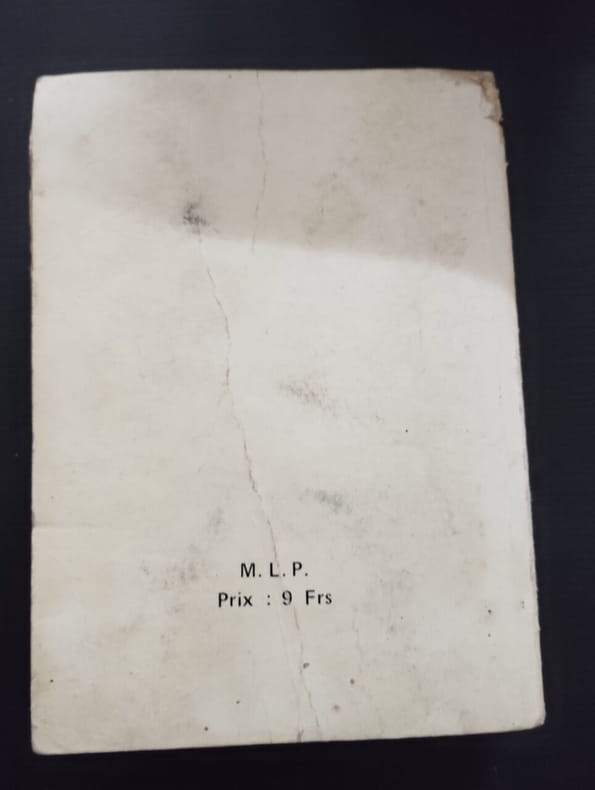 M. L. P.
Prix : 9 Frs